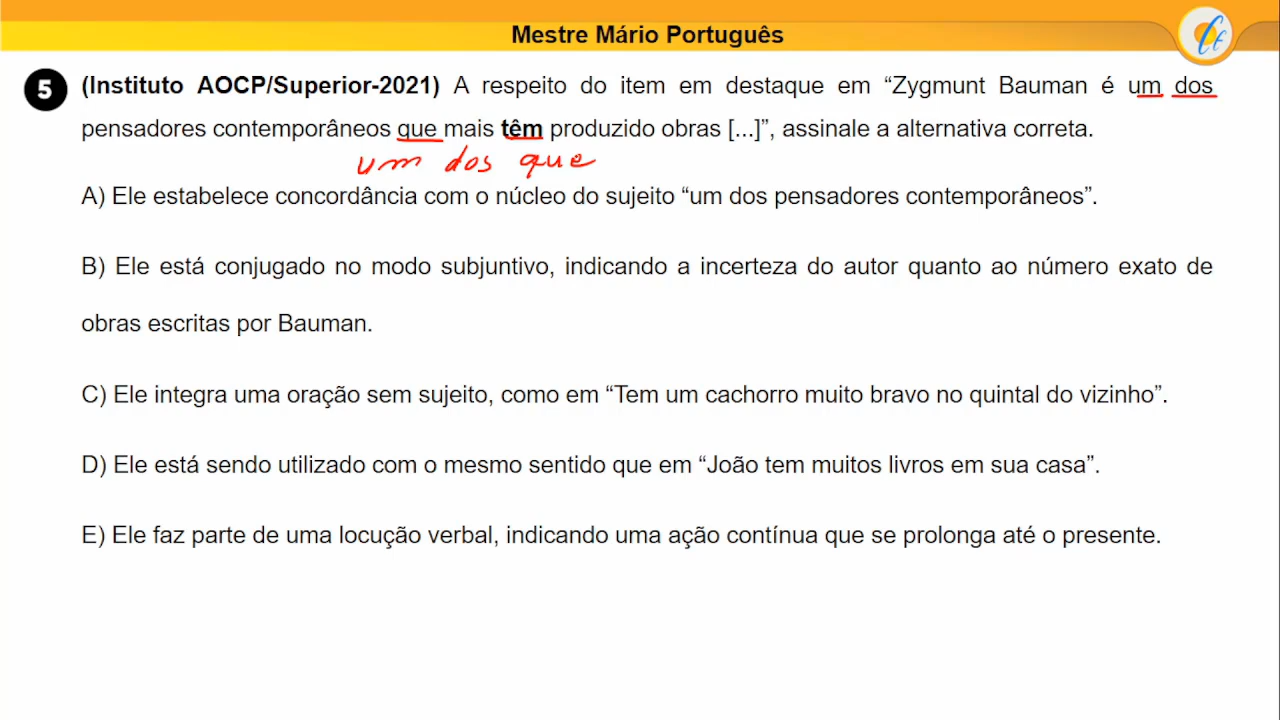 Mestre Mário Português
5 (Instituto AOCP/Superior-2021) A respeito do item em destaque em “Zygmunt Bauman é um dos
pensadores contemporâneos que mais têm produzido obras [...]”, assinale a alternativa correta.
um dos que
A) Ele estabelece concordância com o núcleo do sujeito “um dos pensadores contemporâneos”.
B) Ele está conjugado no modo subjuntivo, indicando a incerteza do autor quanto ao número exato de
obras escritas por Bauman.
C) Ele integra uma oração sem sujeito, como em “Tem um cachorro muito bravo no quintal do vizinho”.
D) Ele está sendo utilizado com o mesmo sentido que em “João tem muitos livros em sua casa”.
E) Ele faz parte de uma locução verbal, indicando uma ação contínua que se prolonga até o presente.